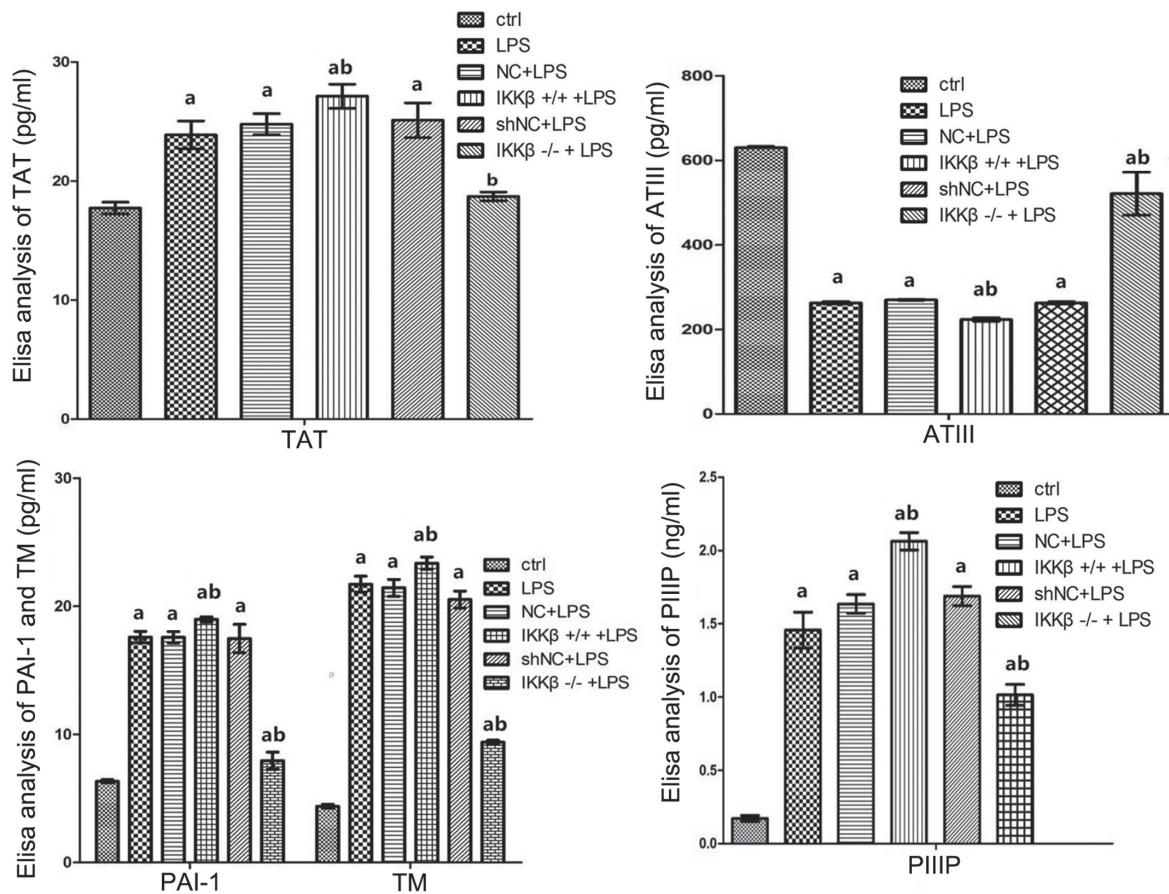 Elisa analysis of TAT (pg/ml)
30
20
10
0
a
a
ab
a
b
TAT
ctrl
LPS
NC+LPS
IKKβ +/+ +LPS
shNC+LPS
IKKβ -/- + LPS
Elisa analysis of ATIII (pg/ml)
800
600
400
200
0
a
a
ab
a
ab
ATIII
ctrl
LPS
NC+LPS
IKKβ +/+ +LPS
shNC+LPS
IKKβ -/- + LPS
Elisa analysis of PAI-1 and TM (pg/ml)
30
20
10
0
a
a
ab
a
ab
a
a
a
ab
a
ab
PAI-1
TM
ctrl
LPS
NC+LPS
IKKβ +/+ +LPS
shNC+LPS
IKKβ -/- +LPS
Elisa analysis of PIIIP (ng/ml)
2.5
2.0
1.5
1.0
0.5
0.0
a
a
ab
a
ab
PIIIP
ctrl
LPS
NC+LPS
IKKβ +/+ +LPS
shNC+LPS
IKKβ -/- + LPS